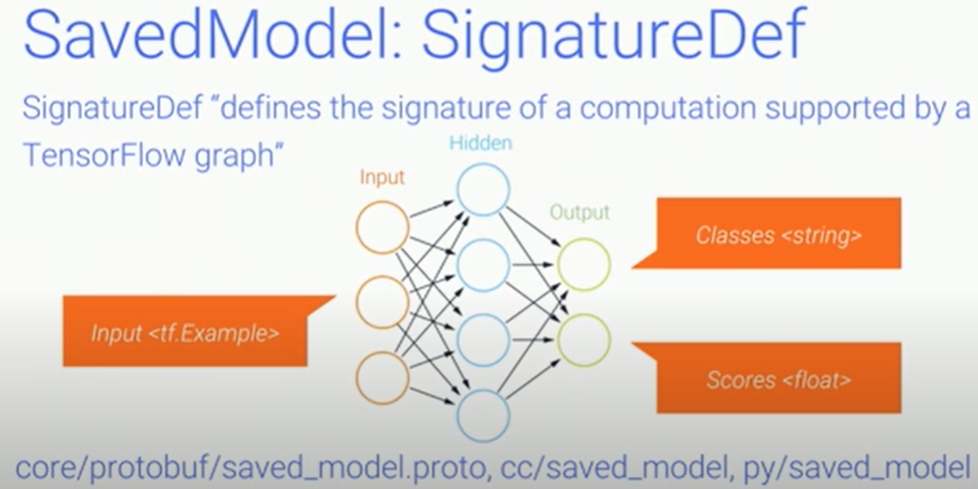 SavedModel: SignatureDef
SignatureDef “defines the signature of a computation supported by a
TensorFlow graph”
Hidden
Input
Output
Classes <string>
Input <tf.Example>
Scores <float>
core/protobuf/saved_model.proto, cc/saved_model, py/saved_model